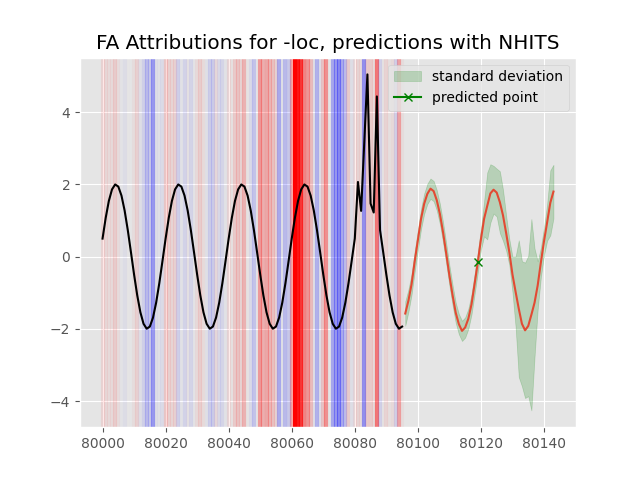 FA Attributions for -loc, predictions with NHITS
standard deviation
predicted point
4
2
0
−2
−4
80000 80020 80040 80060 80080 80100 80120 80140